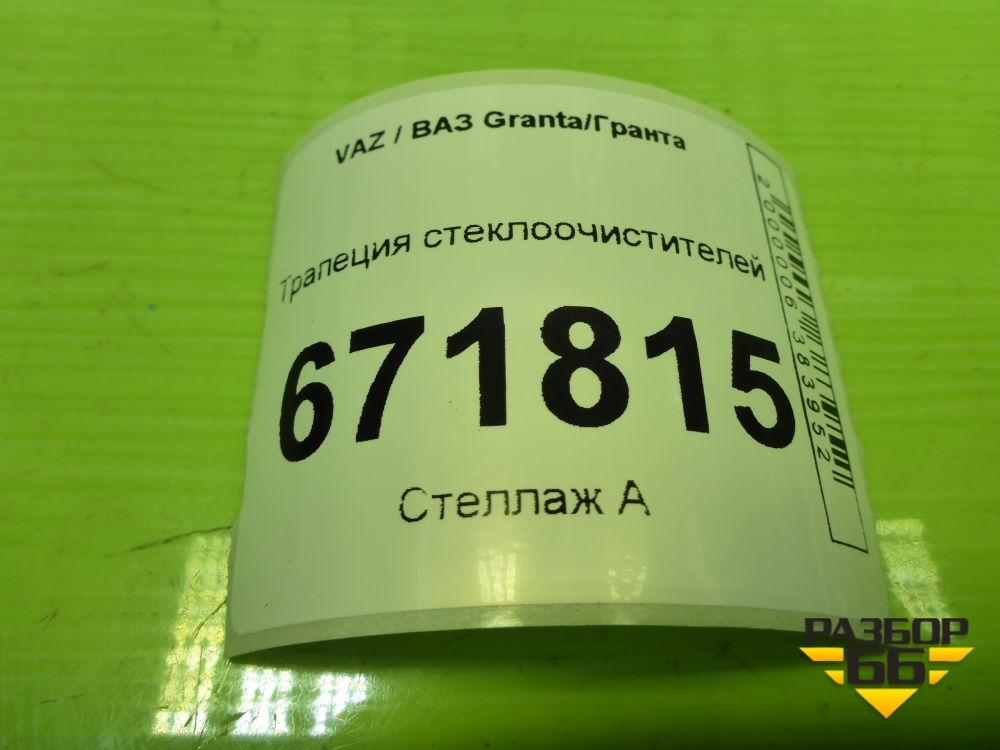 VAZ / ВАЗ Granta/Гранта
Трапеция стеклоочистителей
671815
Стеллаж А
2000006383952
РАЗБОР
66